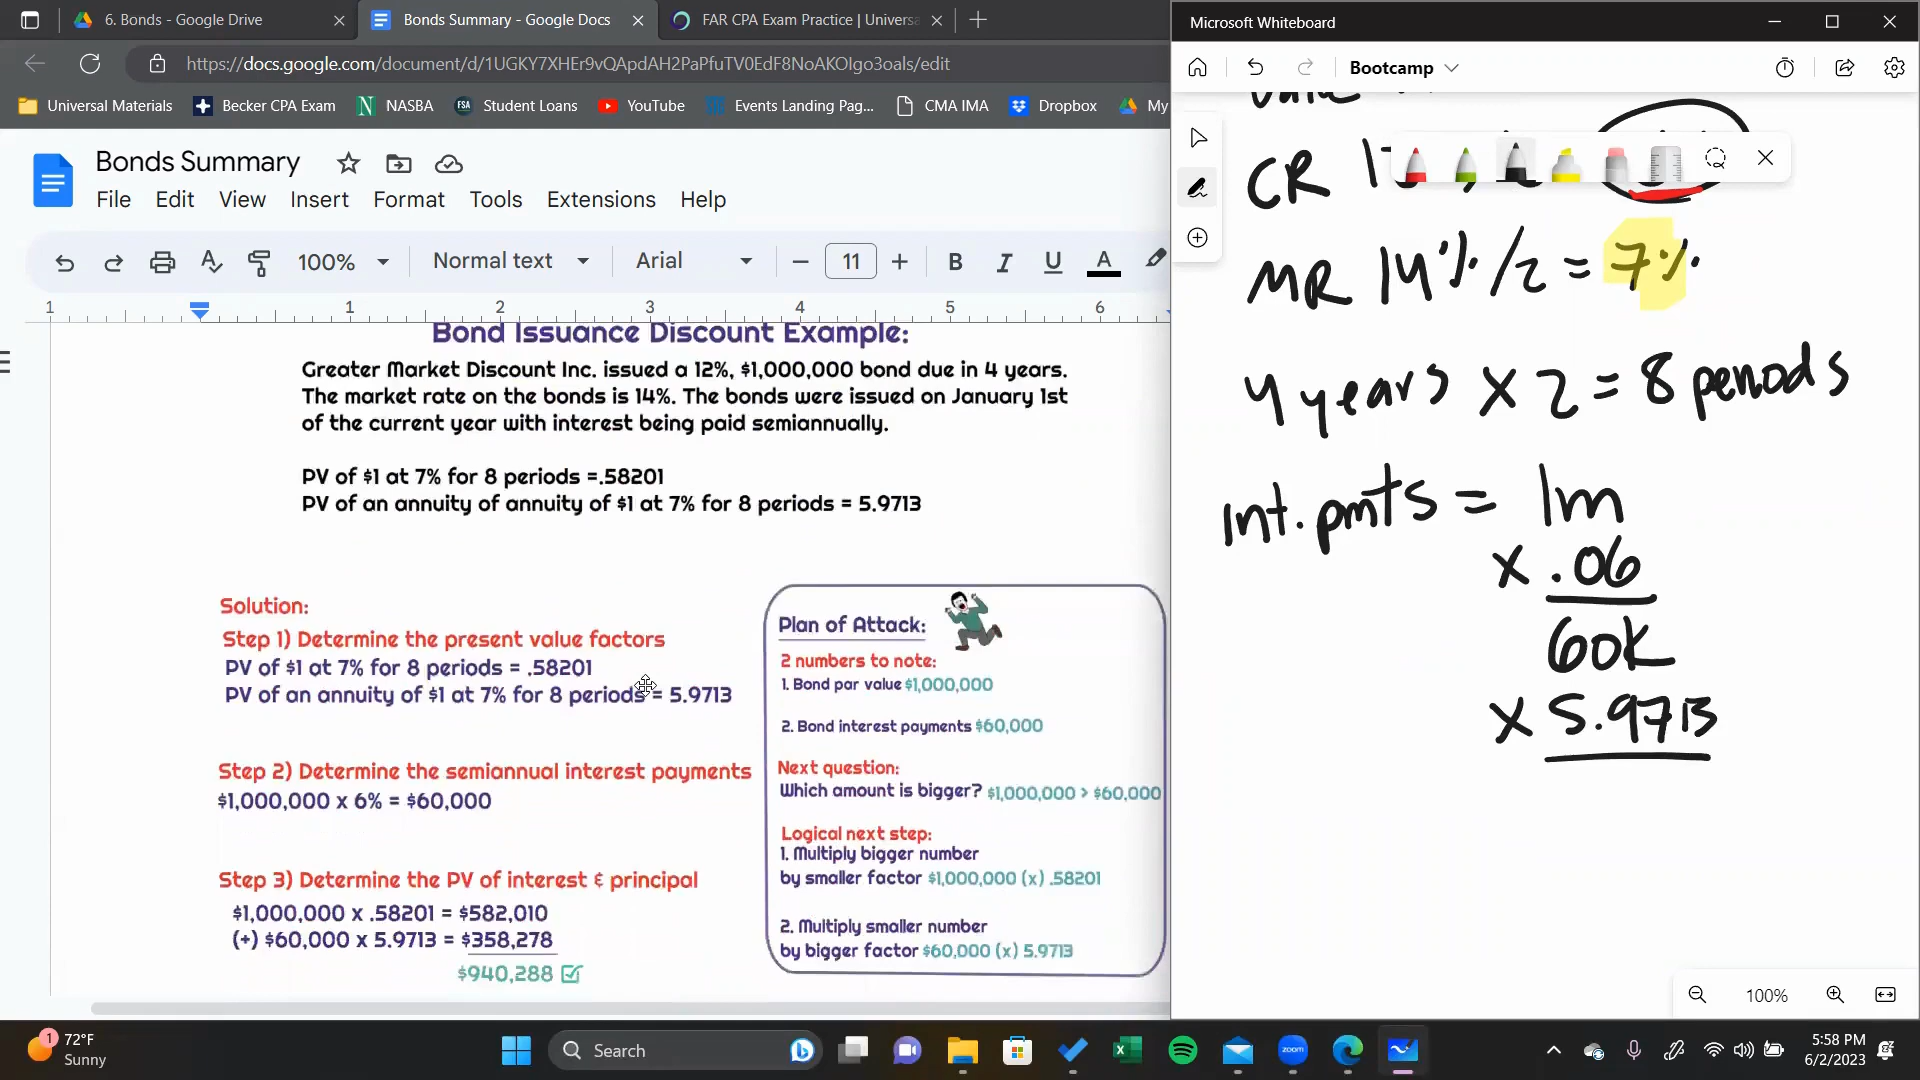 6. Bonds - Google Drive
Bonds Summary - Google Docs
FAR CPA Exam Practice | Universa
Microsoft Whiteboard
https://docs.google.com/document/d/1UGKY7XHEr9vQApdAH2PaPfuTV0EdF8NoAKOIgo3oals/edit
Bootcamp
Universal Materials
Becker CPA Exam
NASBA
FSA
Student Loans
YouTube
Events Landing Pag...
CMA IMA
Dropbox
My
Bonds Summary
File Edit View Insert Format Tools Extensions Help
100%
Normal text
Arial
11
B I U A
1 1 2 3 4 5 6
Bond Issuance Discount Example:
Greater Market Discount Inc. issued a 12%, $1,000,000 bond due in 4 years.
The market rate on the bonds is 14%. The bonds were issued on January 1st
of the current year with interest being paid semiannually.
PV of $1 at 7% for 8 periods =.58201
PV of an annuity of annuity of $1 at 7% for 8 periods = 5.9713
Solution:
Step 1) Determine the present value factors
PV of $1 at 7% for 8 periods = .58201
PV of an annuity of $1 at 7% for 8 periods = 5.9713
Step 2) Determine the semiannual interest payments
$1,000,000 x 6% = $60,000
Step 3) Determine the PV of interest & principal
$1,000,000 x .58201 = $582,010
(+) $60,000 x 5.9713 = $358,278
$940,288
Plan of Attack:
2 numbers to note:
1. Bond par value $1,000,000
2. Bond interest payments $60,000
Next question:
Which amount is bigger? $1,000,000 > $60,000
Logical next step:
1. Multiply bigger number
by smaller factor $1,000,000 (x) .58201
2. Multiply smaller number
by bigger factor $60,000 (x) 5.9713
CR
MR 14%/2 = 7%
4 years x 2 = 8 periods
int. pmts = 1m
x .06
60K
x 5.9713
100%
1
72°F
Sunny
Search
zoom
5:58 PM
6/2/2023